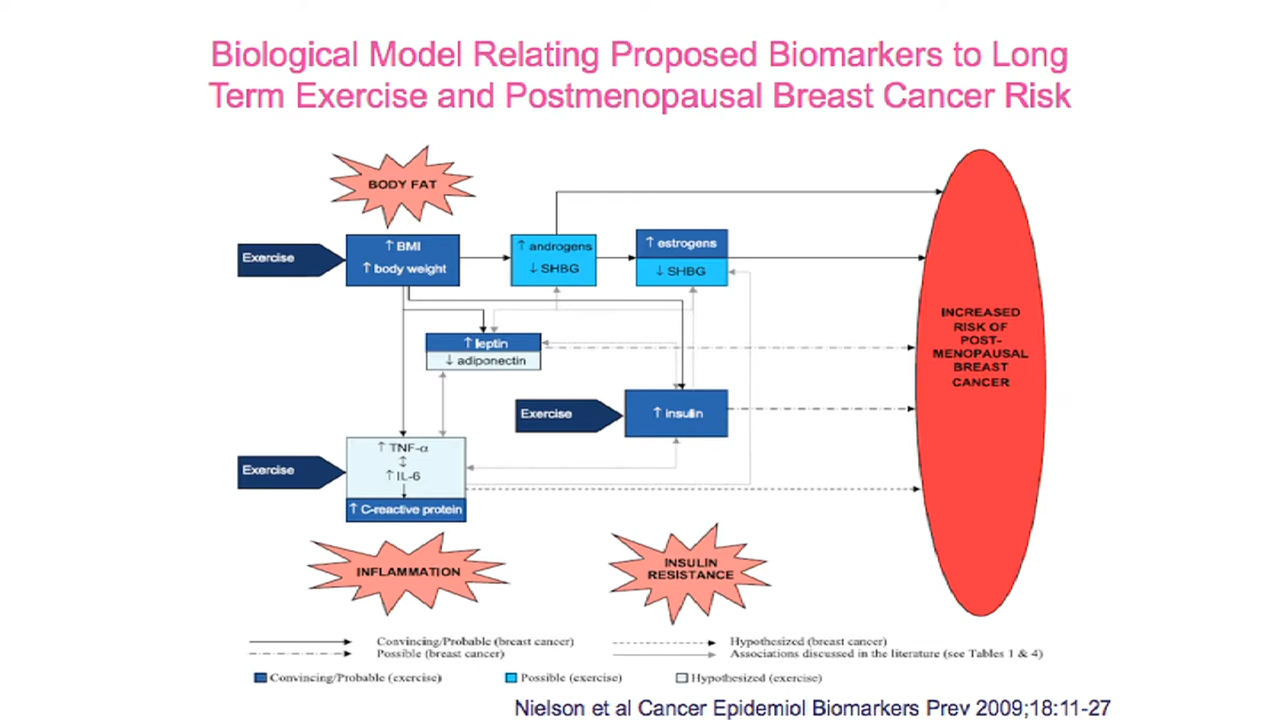 Biological Model Relating Proposed Biomarkers to Long
Term Exercise and Postmenopausal Breast Cancer Risk
BODY FAT
Exercise
↑ BMI
↑ body weight
↑ androgens
↓ SHBG
↑ estrogens
↓ SHBG
↑ leptin
↓ adiponectin
Exercise
↑ insulin
Exercise
↑ TNF-α
↕
↑ IL-6
↑ C-reactive protein
INCREASED
RISK OF
POST-
MENOPAUSAL
BREAST
CANCER
INFLAMMATION
INSULIN
RESISTANCE
Convincing/Probable (breast cancer)
Possible (breast cancer)
Hypothesized (breast cancer)
Associations discussed in the literature (see Tables 1 & 4)
Convincing/Probable (exercise)
Possible (exercise)
Hypothesized (exercise)
Nielson et al Cancer Epidemiol Biomarkers Prev 2009;18:11-27